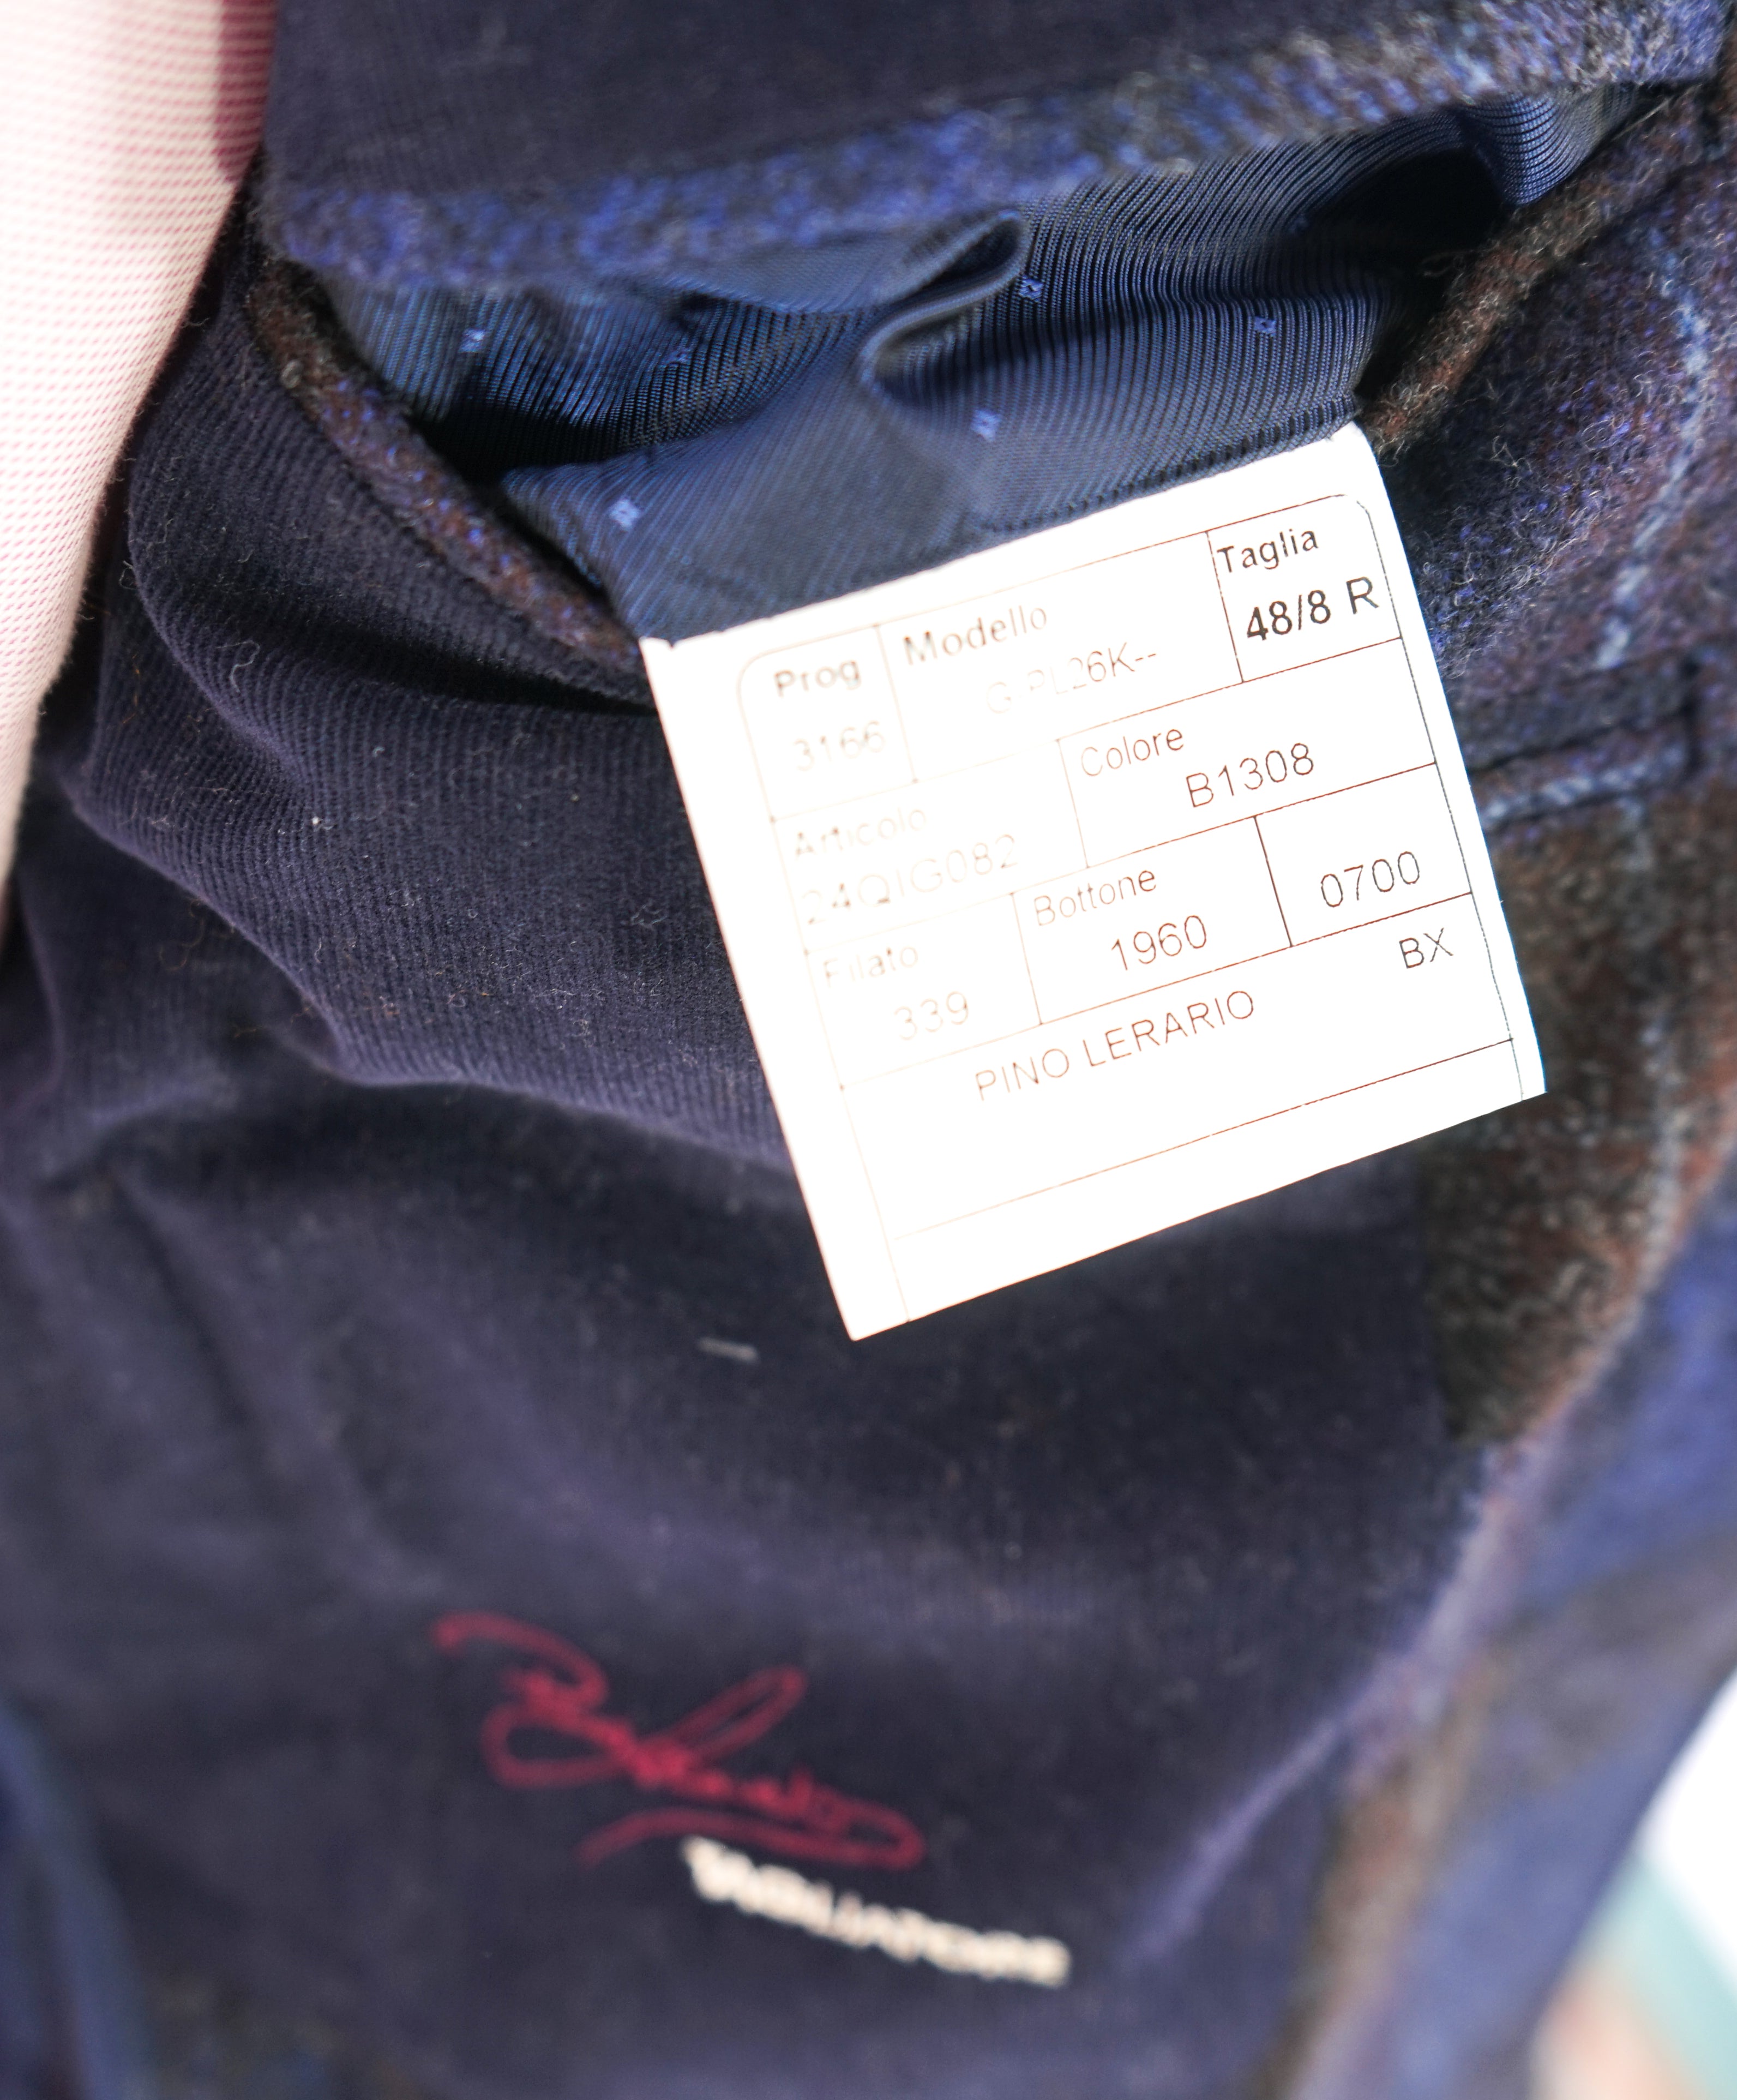 Prog
Modello
Taglia
3166
G PL26K--
48/8 R
Articolo
Colore
24QIG082
B1308
Filato
Bottone
339
1960
0700
PINO LERARIO
BX
TAGLIATORE